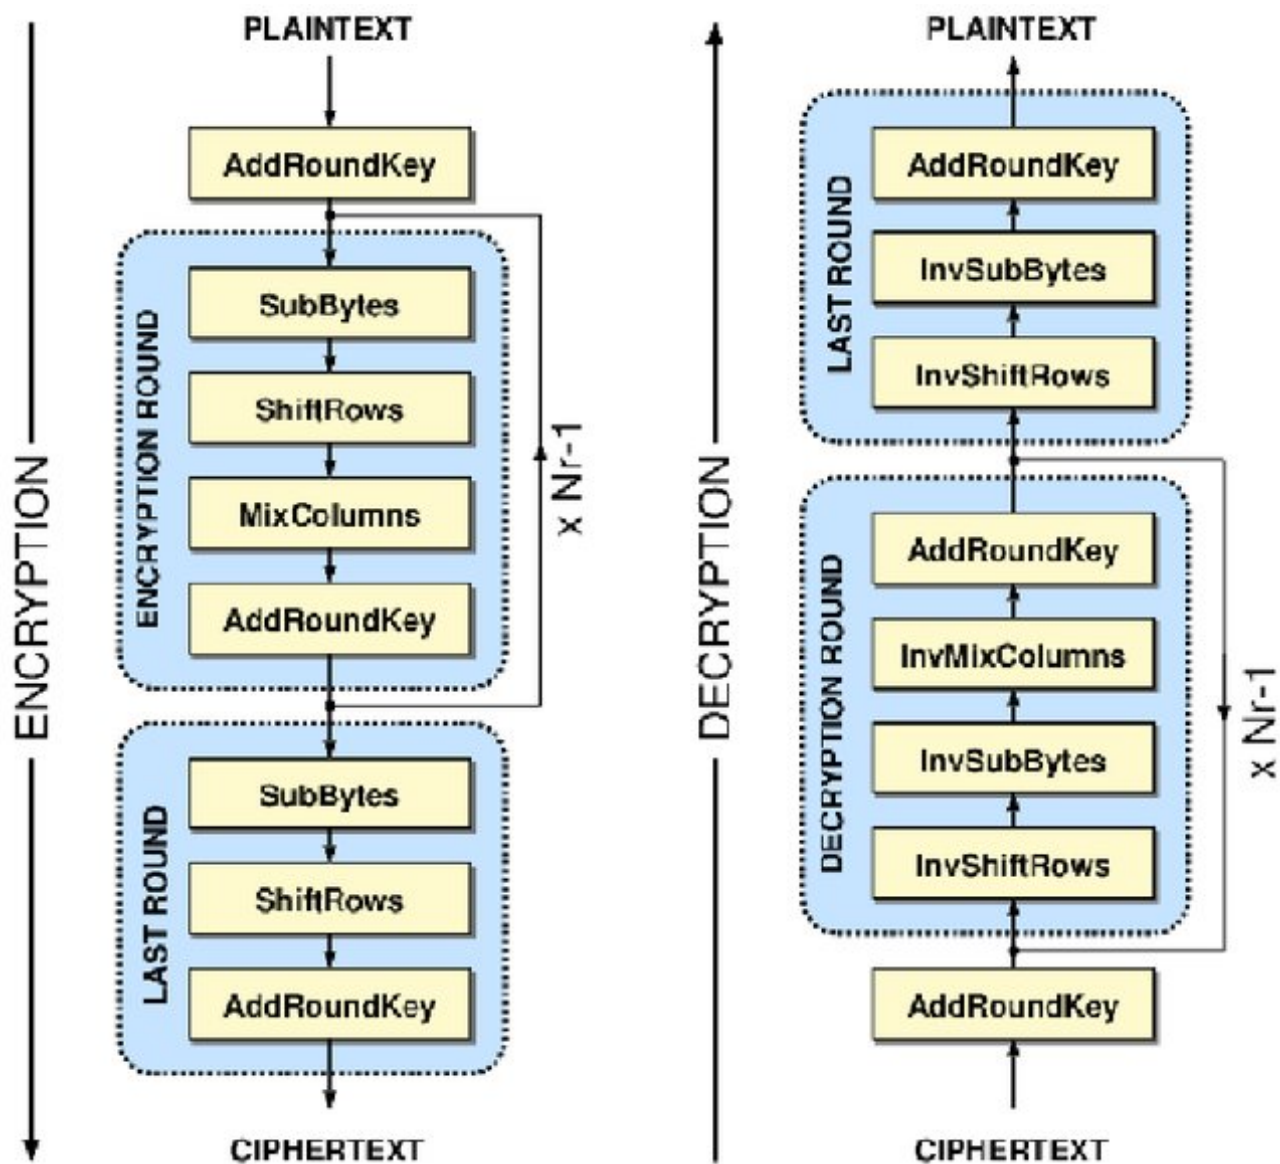 PLAINTEXT
AddRoundKey
SubBytes
ShiftRows
MixColumns
AddRoundKey
ENCRYPTION ROUND
x Nr-1
SubBytes
ShiftRows
AddRoundKey
LAST ROUND
CIPHERTEXT
ENCRYPTION
PLAINTEXT
AddRoundKey
InvSubBytes
InvShiftRows
LAST ROUND
AddRoundKey
InvMixColumns
InvSubBytes
InvShiftRows
DECRYPTION ROUND
x Nr-1
AddRoundKey
CIPHERTEXT
DECRYPTION